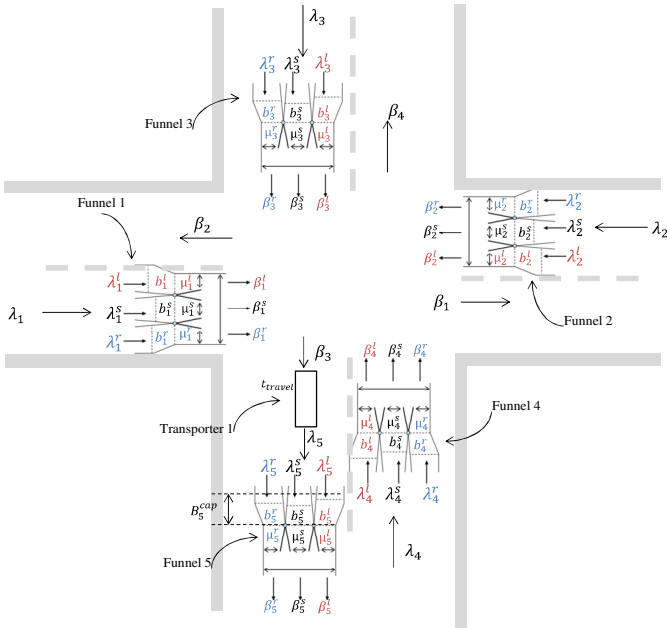 λ₃
λ₃ʳ λ₃ˢ λ₃ˡ
b₃ʳ b₃ˢ b₃ˡ
Funnel 3
μ₃ʳ μ₃ˢ μ₃ˡ
β₃ʳ β₃ˢ β₃ˡ
β₄
Funnel 1
β₂
λ₁ˡ b₁ˡ μ₁ˡ β₁ˡ
λ₁ λ₁ˢ b₁ˢ μ₁ˢ β₁ˢ
λ₁ʳ b₁ʳ μ₁ʳ β₁ʳ
β₂ʳ μ₂ʳ b₂ʳ λ₂ʳ
β₂ˢ μ₂ˢ b₂ˢ λ₂ˢ λ₂
β₂ˡ μ₂ˡ b₂ˡ λ₂ˡ
β₁
Funnel 2
β₃
t_travel
Transporter 1
λ₅
λ₅ʳ λ₅ˢ λ₅ˡ
B₅ᶜᵃᵖ
b₅ʳ b₅ˢ b₅ˡ
μ₅ʳ μ₅ˢ μ₅ˡ
Funnel 5
β₅ʳ β₅ˢ β₅ˡ
β₄ˡ β₄ˢ β₄ʳ
Funnel 4
μ₄ˡ μ₄ˢ μ₄ʳ
b₄ˡ b₄ˢ b₄ʳ
λ₄ˡ λ₄ˢ λ₄ʳ
λ₄